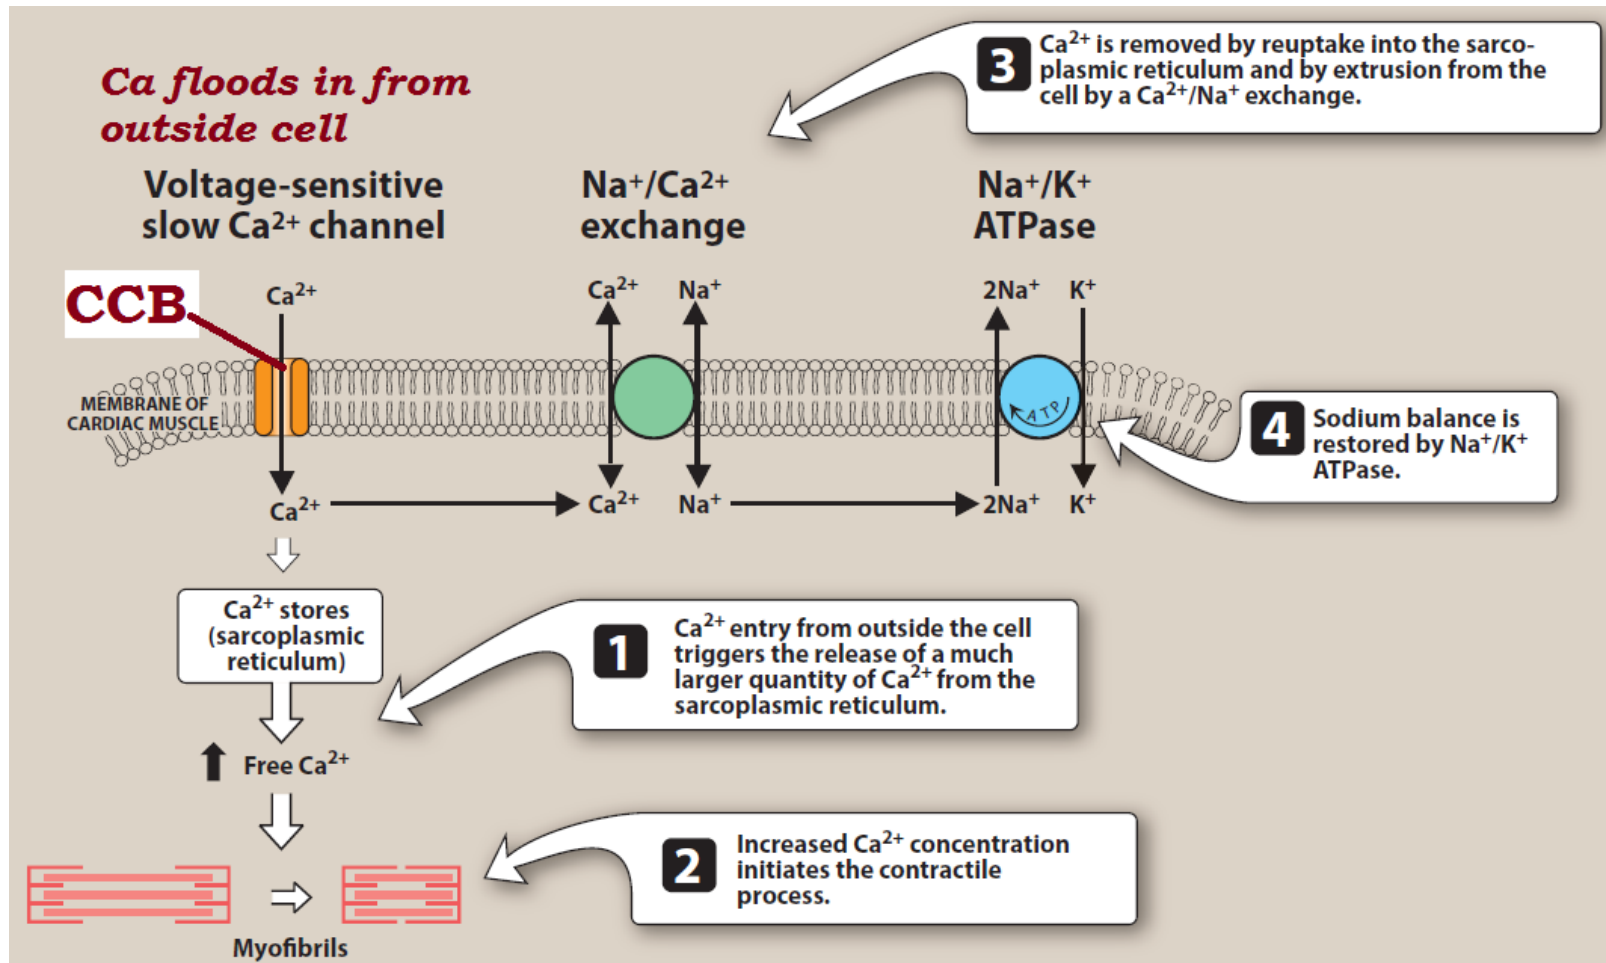 Ca floods in from
outside cell
3
Ca²⁺ is removed by reuptake into the sarco-
plasmic reticulum and by extrusion from the
cell by a Ca²⁺/Na⁺ exchange.
Voltage-sensitive
slow Ca²⁺ channel
Na⁺/Ca²⁺
exchange
Na⁺/K⁺
ATPase
CCB
Ca²⁺
Ca²⁺
Na⁺
2Na⁺
K⁺
MEMBRANE OF
CARDIAC MUSCLE
ATP
4
Sodium balance is
restored by Na⁺/K⁺
ATPase.
Ca²⁺
Ca²⁺
Na⁺
2Na⁺
K⁺
Ca²⁺ stores
(sarcoplasmic
reticulum)
1
Ca²⁺ entry from outside the cell
triggers the release of a much
larger quantity of Ca²⁺ from the
sarcoplasmic reticulum.
Free Ca²⁺
2
Increased Ca²⁺ concentration
initiates the contractile
process.
Myofibrils